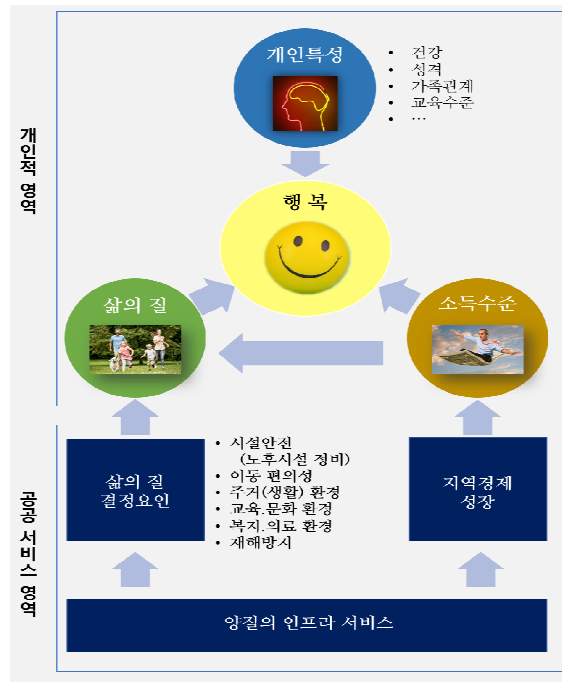 개인적 영역
개인특성
• 건강
• 성격
• 가족관계
• 교육수준
• …
행 복
삶의 질
소득수준
공공 서비스 영역
삶의 질
결정요인
• 시설안전
(노후시설 정비)
• 이동 편의성
• 주거(생활) 환경
• 교육.문화 환경
• 복지.의료 환경
• 재해방지
지역경제
성장
양질의 인프라 서비스